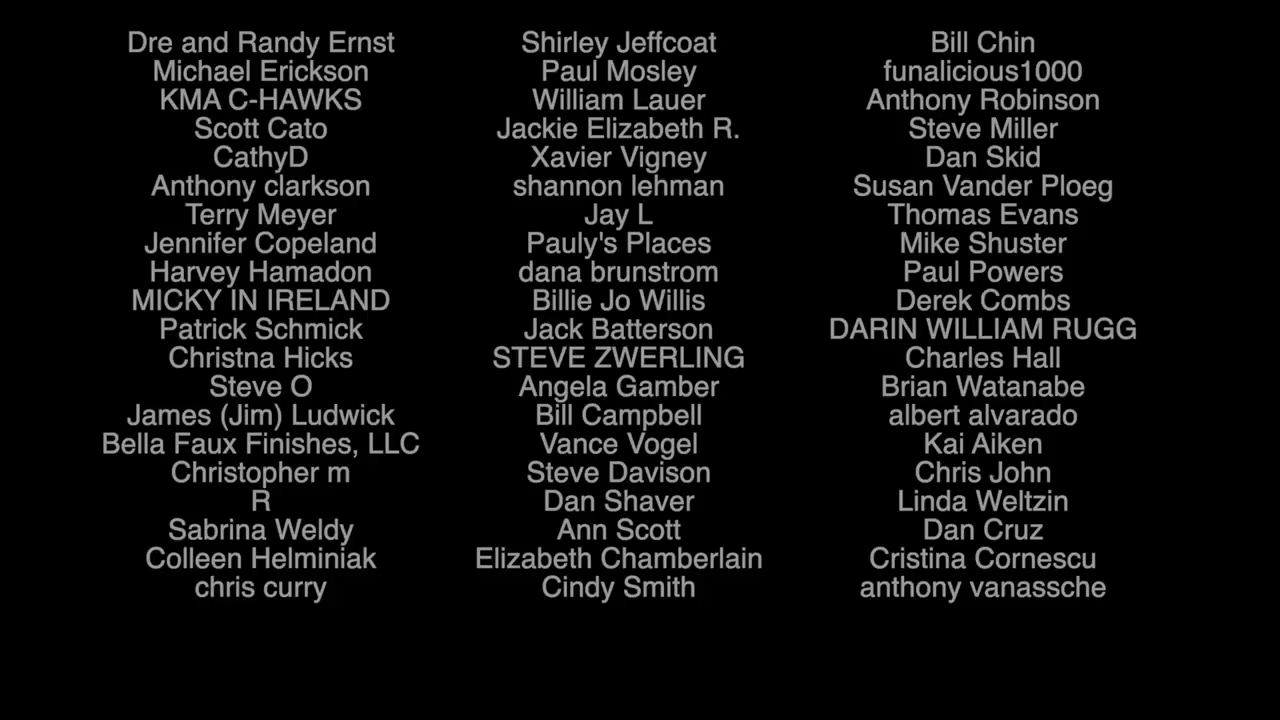 Dre and Randy Ernst
Michael Erickson
KMA C-HAWKS
Scott Cato
CathyD
Anthony clarkson
Terry Meyer
Jennifer Copeland
Harvey Hamadon
MICKY IN IRELAND
Patrick Schmick
Christna Hicks
Steve O
James (Jim) Ludwick
Bella Faux Finishes, LLC
Christopher m
R
Sabrina Weldy
Colleen Helminiak
chris curry
Shirley Jeffcoat
Paul Mosley
William Lauer
Jackie Elizabeth R.
Xavier Vigney
shannon lehman
Jay L
Pauly's Places
dana brunstrom
Billie Jo Willis
Jack Batterson
STEVE ZWERLING
Angela Gamber
Bill Campbell
Vance Vogel
Steve Davison
Dan Shaver
Ann Scott
Elizabeth Chamberlain
Cindy Smith
Bill Chin
funalicious1000
Anthony Robinson
Steve Miller
Dan Skid
Susan Vander Ploeg
Thomas Evans
Mike Shuster
Paul Powers
Derek Combs
DARIN WILLIAM RUGG
Charles Hall
Brian Watanabe
albert alvarado
Kai Aiken
Chris John
Linda Weltzin
Dan Cruz
Cristina Cornescu
anthony vanassche